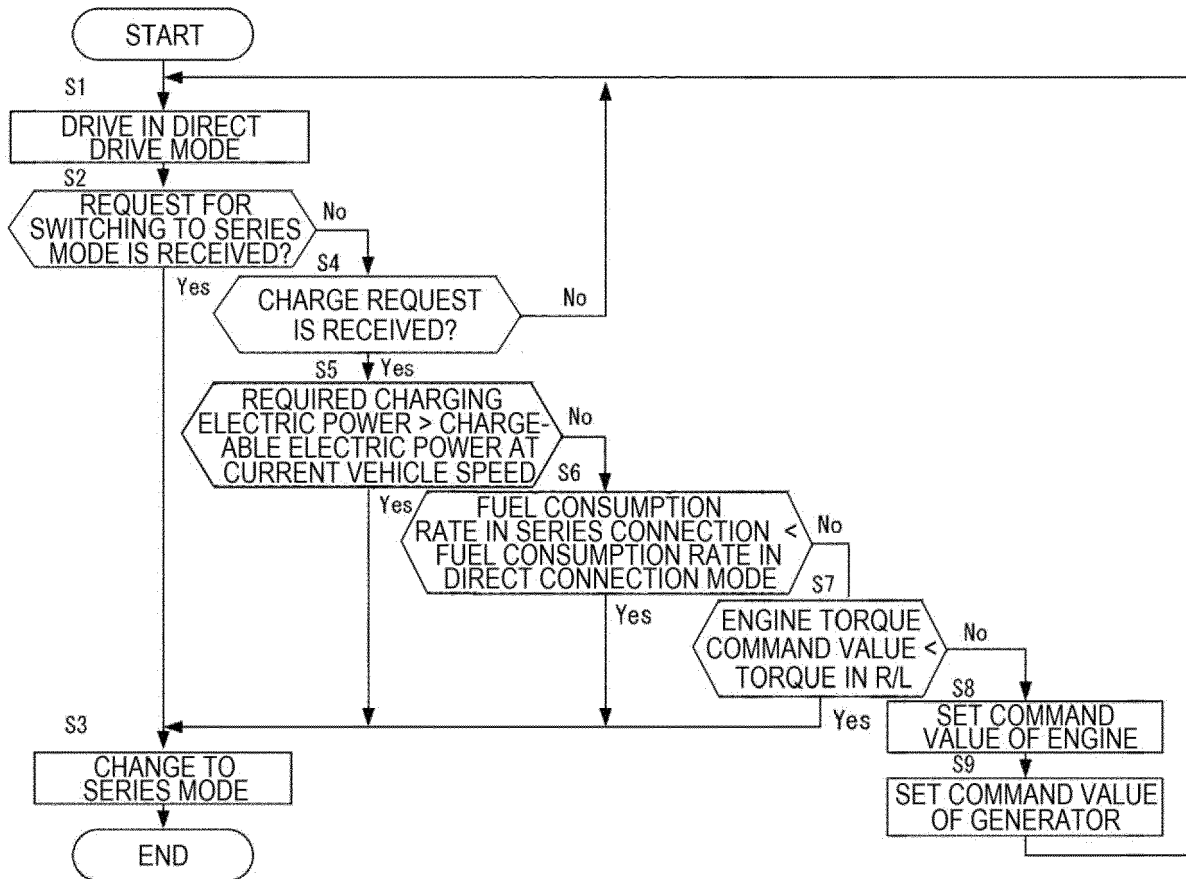 START
S1
DRIVE IN DIRECT
DRIVE MODE
S2
REQUEST FOR
SWITCHING TO SERIES
MODE IS RECEIVED?
No
Yes
S4
CHARGE REQUEST
IS RECEIVED?
No
S5
Yes
REQUIRED CHARGING
ELECTRIC POWER > CHARGE-
ABLE ELECTRIC POWER AT
CURRENT VEHICLE SPEED
No
S6
Yes
FUEL CONSUMPTION
RATE IN SERIES CONNECTION <
FUEL CONSUMPTION RATE IN
DIRECT CONNECTION MODE
No
S7
Yes
ENGINE TORQUE
COMMAND VALUE <
TORQUE IN R/L
No
Yes
S8
SET COMMAND
VALUE OF ENGINE
S9
SET COMMAND VALUE
OF GENERATOR
S3
CHANGE TO
SERIES MODE
END